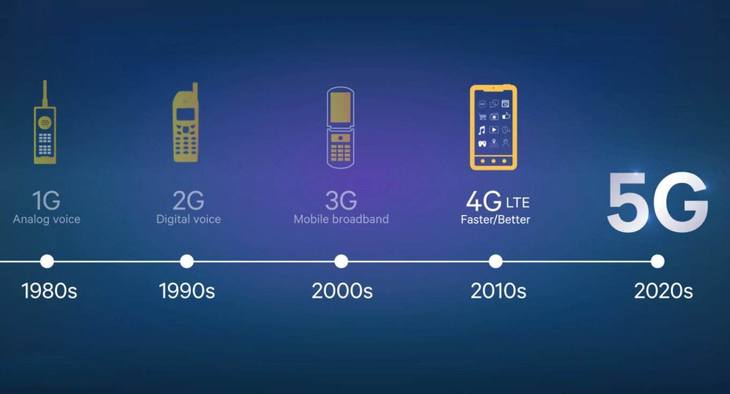 1G
Analog voice
2G
Digital voice
3G
Mobile broadband
4G LTE
Faster/Better
5G
1980s
1990s
2000s
2010s
2020s